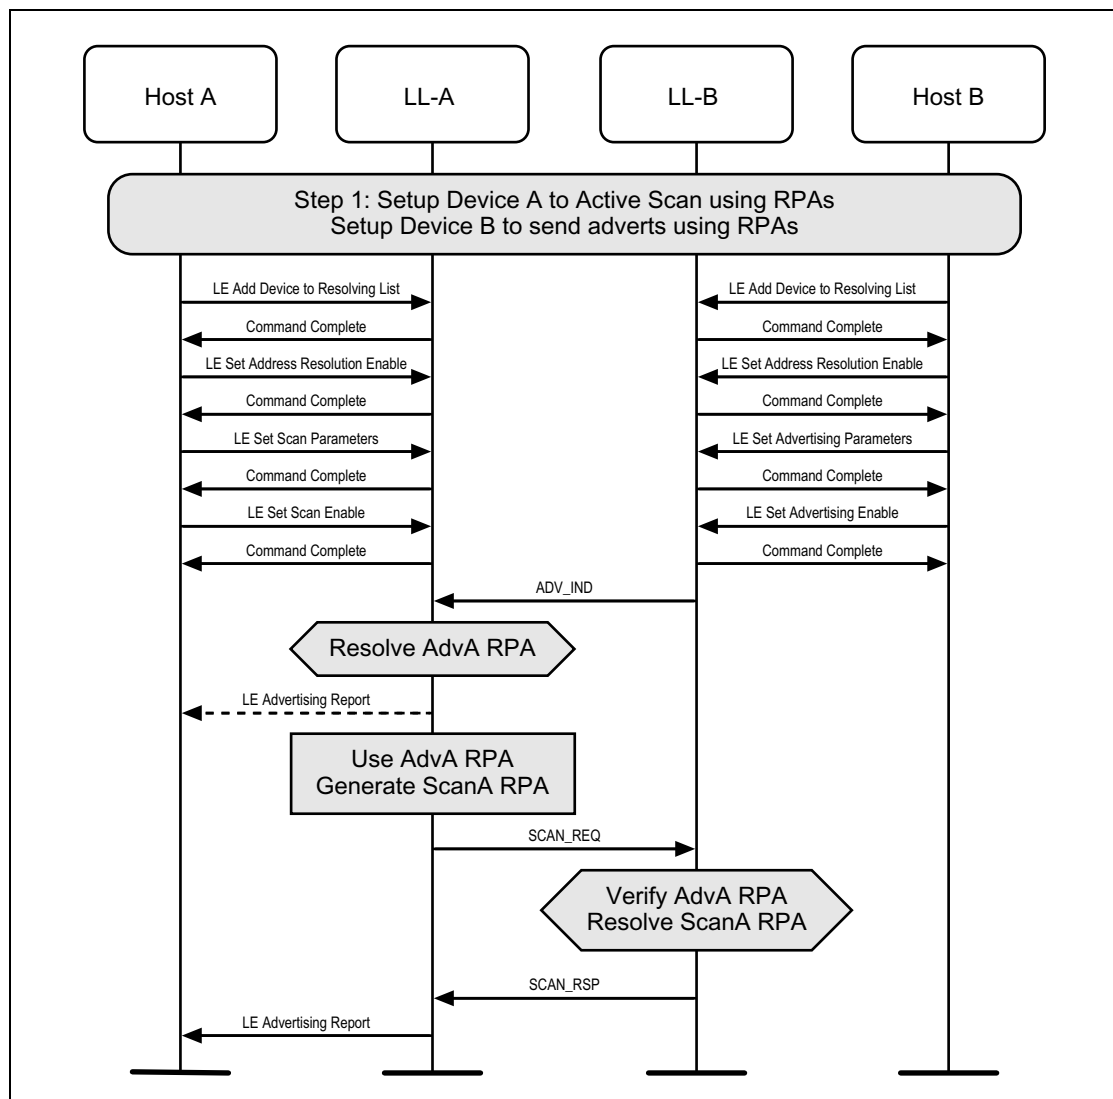 Host A
LL-A
LL-B
Host B
Step 1: Setup Device A to Active Scan using RPAs
Setup Device B to send adverts using RPAs
LE Add Device to Resolving List
LE Add Device to Resolving List
Command Complete
Command Complete
LE Set Address Resolution Enable
LE Set Address Resolution Enable
Command Complete
Command Complete
LE Set Scan Parameters
LE Set Advertising Parameters
Command Complete
Command Complete
LE Set Scan Enable
LE Set Advertising Enable
Command Complete
Command Complete
ADV_IND
Resolve AdvA RPA
LE Advertising Report
Use AdvA RPA
Generate ScanA RPA
SCAN_REQ
Verify AdvA RPA
Resolve ScanA RPA
SCAN_RSP
LE Advertising Report